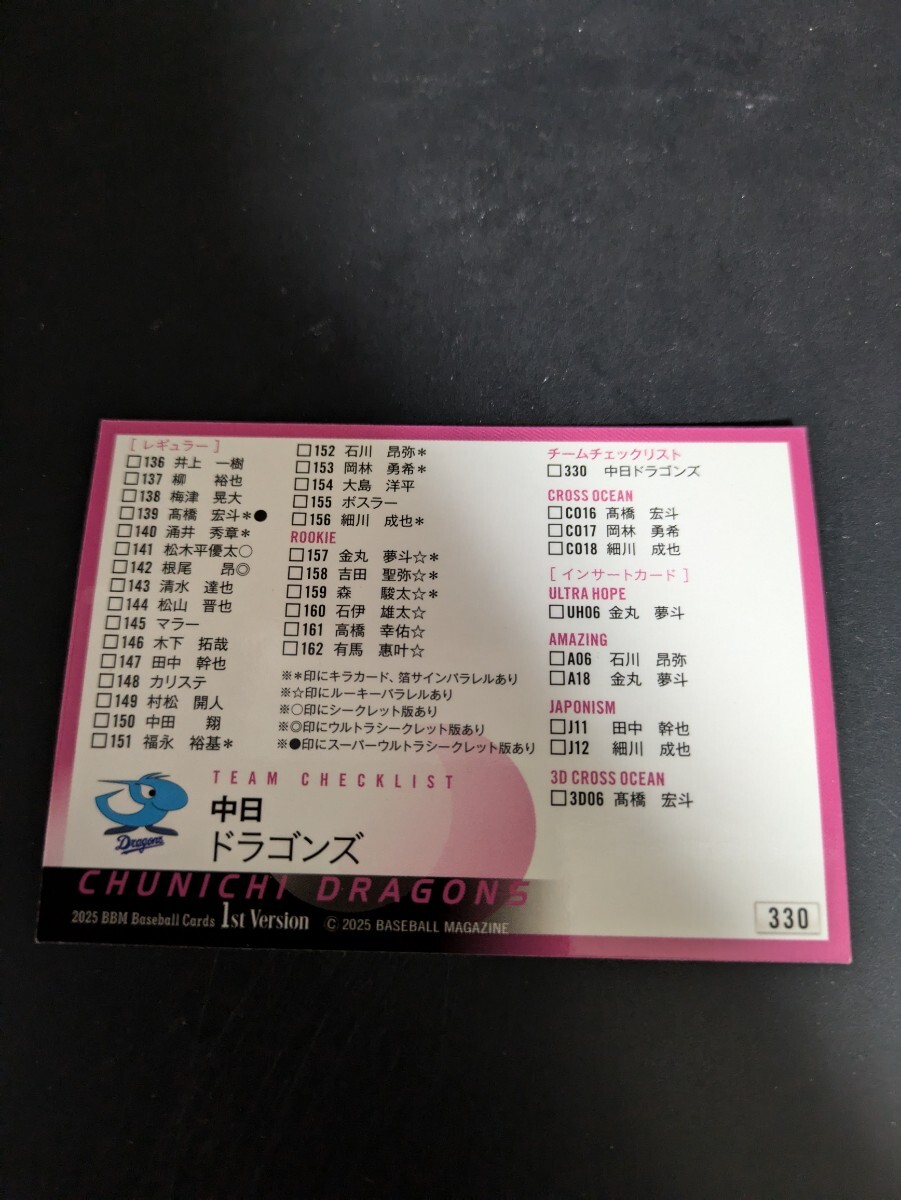 [ レギュラー ]
□136 井上 一樹
□137 柳 裕也
□138 梅津 晃大
□139 髙橋 宏斗＊●
□140 涌井 秀章＊
□141 松木平優太○
□142 根尾 昂◎
□143 清水 達也
□144 松山 晋也
□145 マラー
□146 木下 拓哉
□147 田中 幹也
□148 カリステ
□149 村松 開人
□150 中田 翔
□151 福永 裕基＊
□152 石川 昂弥＊
□153 岡林 勇希＊
□154 大島 洋平
□155 ボスラー
□156 細川 成也＊
ROOKIE
□157 金丸 夢斗☆＊
□158 吉田 聖弥☆＊
□159 森 駿太☆＊
□160 石伊 雄太☆
□161 高橋 幸佑☆
□162 有馬 惠叶☆
※＊印にキラカード、箔サインパラレルあり
※☆印にルーキーパラレルあり
※○印にシークレット版あり
※◎印にウルトラシークレット版あり
※●印にスーパーウルトラシークレット版あり
チームチェックリスト
□330 中日ドラゴンズ
CROSS OCEAN
□CO16 髙橋 宏斗
□CO17 岡林 勇希
□CO18 細川 成也
[ インサートカード ]
ULTRA HOPE
□UH06 金丸 夢斗
AMAZING
□A06 石川 昂弥
□A18 金丸 夢斗
JAPONISM
□J11 田中 幹也
□J12 細川 成也
3D CROSS OCEAN
□3D06 髙橋 宏斗
TEAM CHECKLIST
中日
ドラゴンズ
Dragons
CHUNICHI DRAGONS
2025 BBM Baseball Cards 1st Version © 2025 BASEBALL MAGAZINE
330